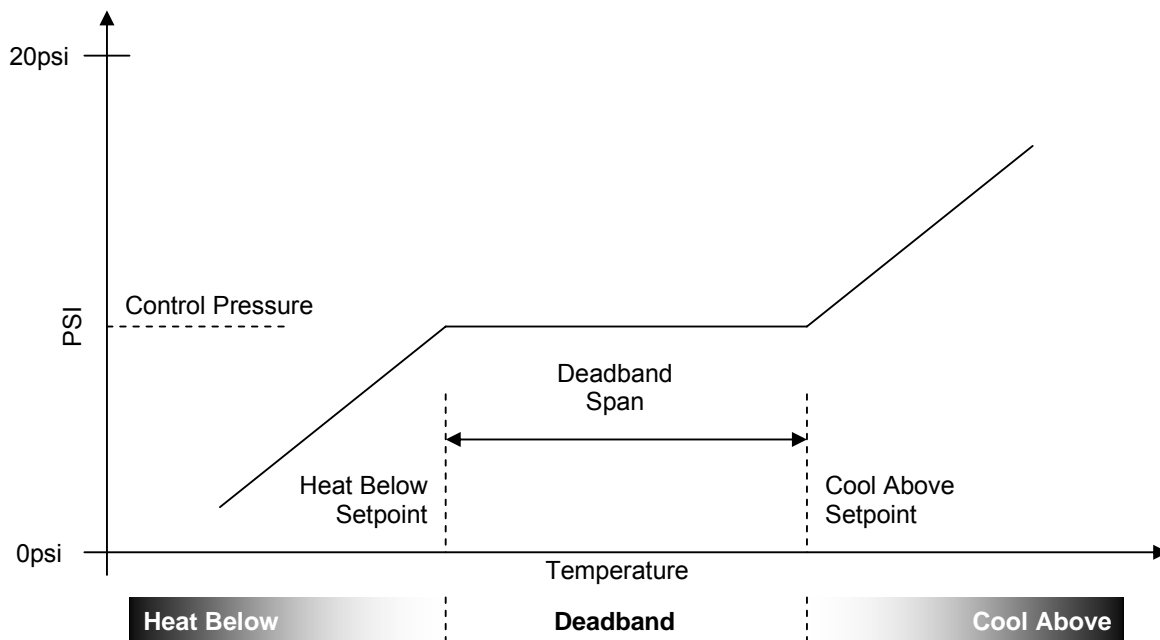 20psi
Control Pressure
PSI
Deadband
Span
Heat Below
Setpoint
Cool Above
Setpoint
0psi
Temperature
Heat Below
Deadband
Cool Above